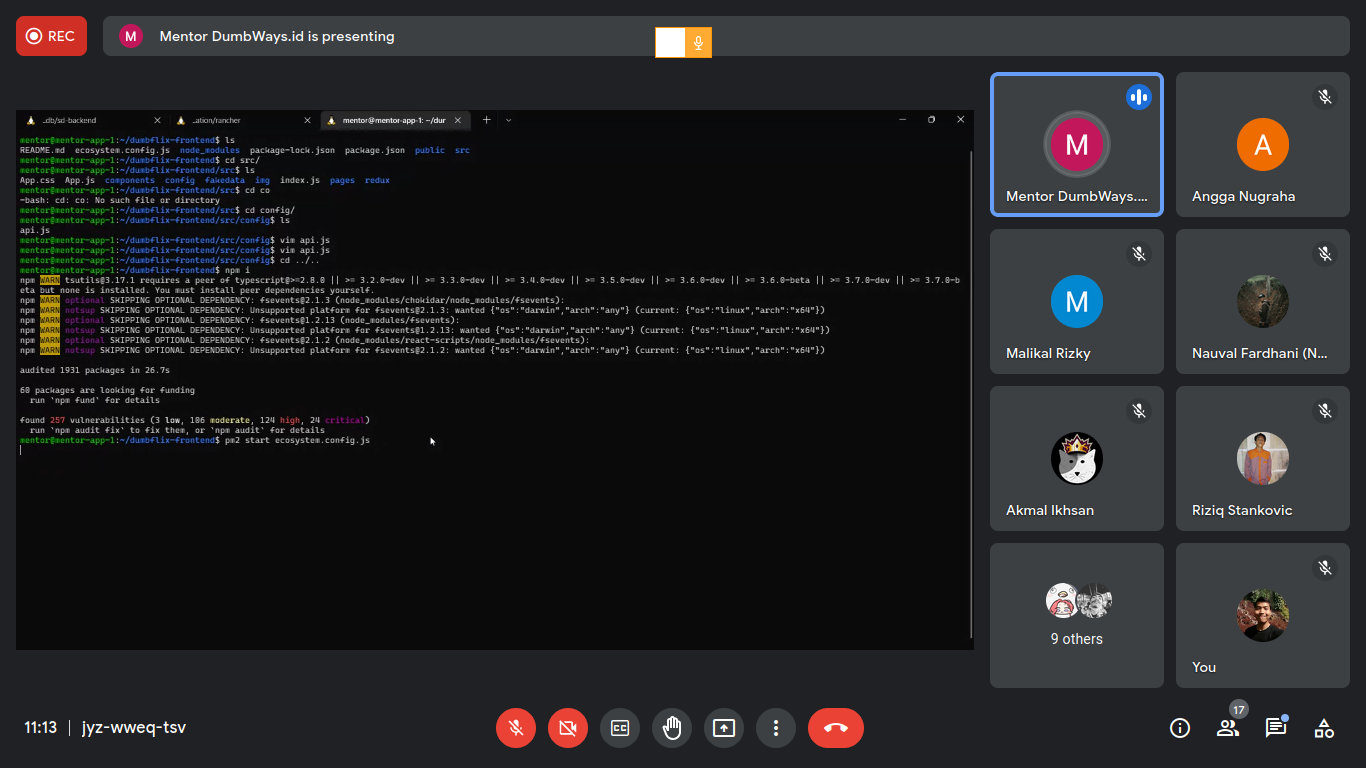 REC
M
Mentor DumbWays.id is presenting
..db/sd-backend
..ation/rancher
mentor@mentor-app-1: ~/dur
mentor@mentor-app-1:~/dumbflix-frontend$ ls
README.md ecosystem.config.js node_modules package-lock.json package.json public src
mentor@mentor-app-1:~/dumbflix-frontend$ cd src/
mentor@mentor-app-1:~/dumbflix-frontend/src$ ls
App.css App.js components config fakedata img index.js pages redux
mentor@mentor-app-1:~/dumbflix-frontend/src$ cd co
-bash: cd: co: No such file or directory
mentor@mentor-app-1:~/dumbflix-frontend/src$ cd config/
mentor@mentor-app-1:~/dumbflix-frontend/src/config$ ls
api.js
mentor@mentor-app-1:~/dumbflix-frontend/src/config$ vim api.js
mentor@mentor-app-1:~/dumbflix-frontend/src/config$ vim api.js
mentor@mentor-app-1:~/dumbflix-frontend/src/config$ cd ../..
mentor@mentor-app-1:~/dumbflix-frontend$ npm i
npm WARN tsutils@3.17.1 requires a peer of typescript@>=2.8.0 || >= 3.2.0-dev || >= 3.3.0-dev || >= 3.4.0-dev || >= 3.5.0-dev || >= 3.6.0-dev || >= 3.6.0-beta || >= 3.7.0-dev || >= 3.7.0-b
eta but none is installed. You must install peer dependencies yourself.
npm WARN optional SKIPPING OPTIONAL DEPENDENCY: fsevents@2.1.3 (node_modules/chokidar/node_modules/fsevents):
npm WARN notsup SKIPPING OPTIONAL DEPENDENCY: Unsupported platform for fsevents@2.1.3: wanted {"os":"darwin","arch":"any"} (current: {"os":"linux","arch":"x64"})
npm WARN optional SKIPPING OPTIONAL DEPENDENCY: fsevents@1.2.13 (node_modules/fsevents):
npm WARN notsup SKIPPING OPTIONAL DEPENDENCY: Unsupported platform for fsevents@1.2.13: wanted {"os":"darwin","arch":"any"} (current: {"os":"linux","arch":"x64"})
npm WARN optional SKIPPING OPTIONAL DEPENDENCY: fsevents@2.1.2 (node_modules/react-scripts/node_modules/fsevents):
npm WARN notsup SKIPPING OPTIONAL DEPENDENCY: Unsupported platform for fsevents@2.1.2: wanted {"os":"darwin","arch":"any"} (current: {"os":"linux","arch":"x64"})
audited 1931 packages in 26.7s
60 packages are looking for funding
run `npm fund` for details
found 257 vulnerabilities (3 low, 106 moderate, 124 high, 24 critical)
run `npm audit fix` to fix them, or `npm audit` for details
mentor@mentor-app-1:~/dumbflix-frontend$ pm2 start ecosystem.config.js
M
Mentor DumbWays....
A
Angga Nugraha
M
Malikal Rizky
Nauval Fardhani (N...
Akmal Ikhsan
Riziq Stankovic
9 others
You
11:13 | jyz-wweq-tsv
17